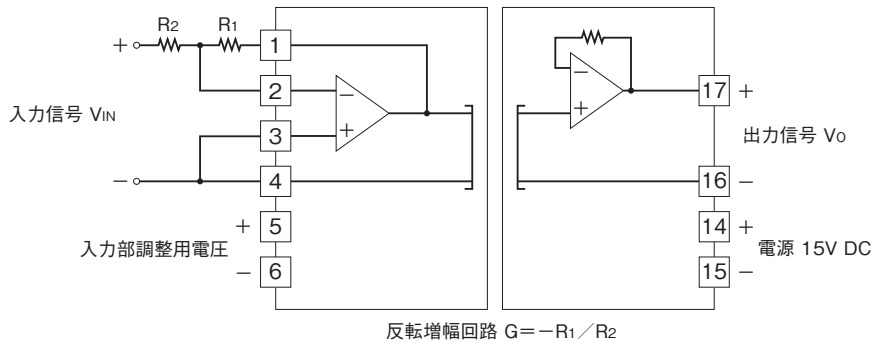 R2 R1
+ 1
2 −
入力信号 VIN
3 +
− 4
+ 5
入力部調整用電圧
− 6
−
+
17 +
出力信号 VO
16 −
14 +
電源 15V DC
15 −
反転増幅回路 G＝−R1／R2